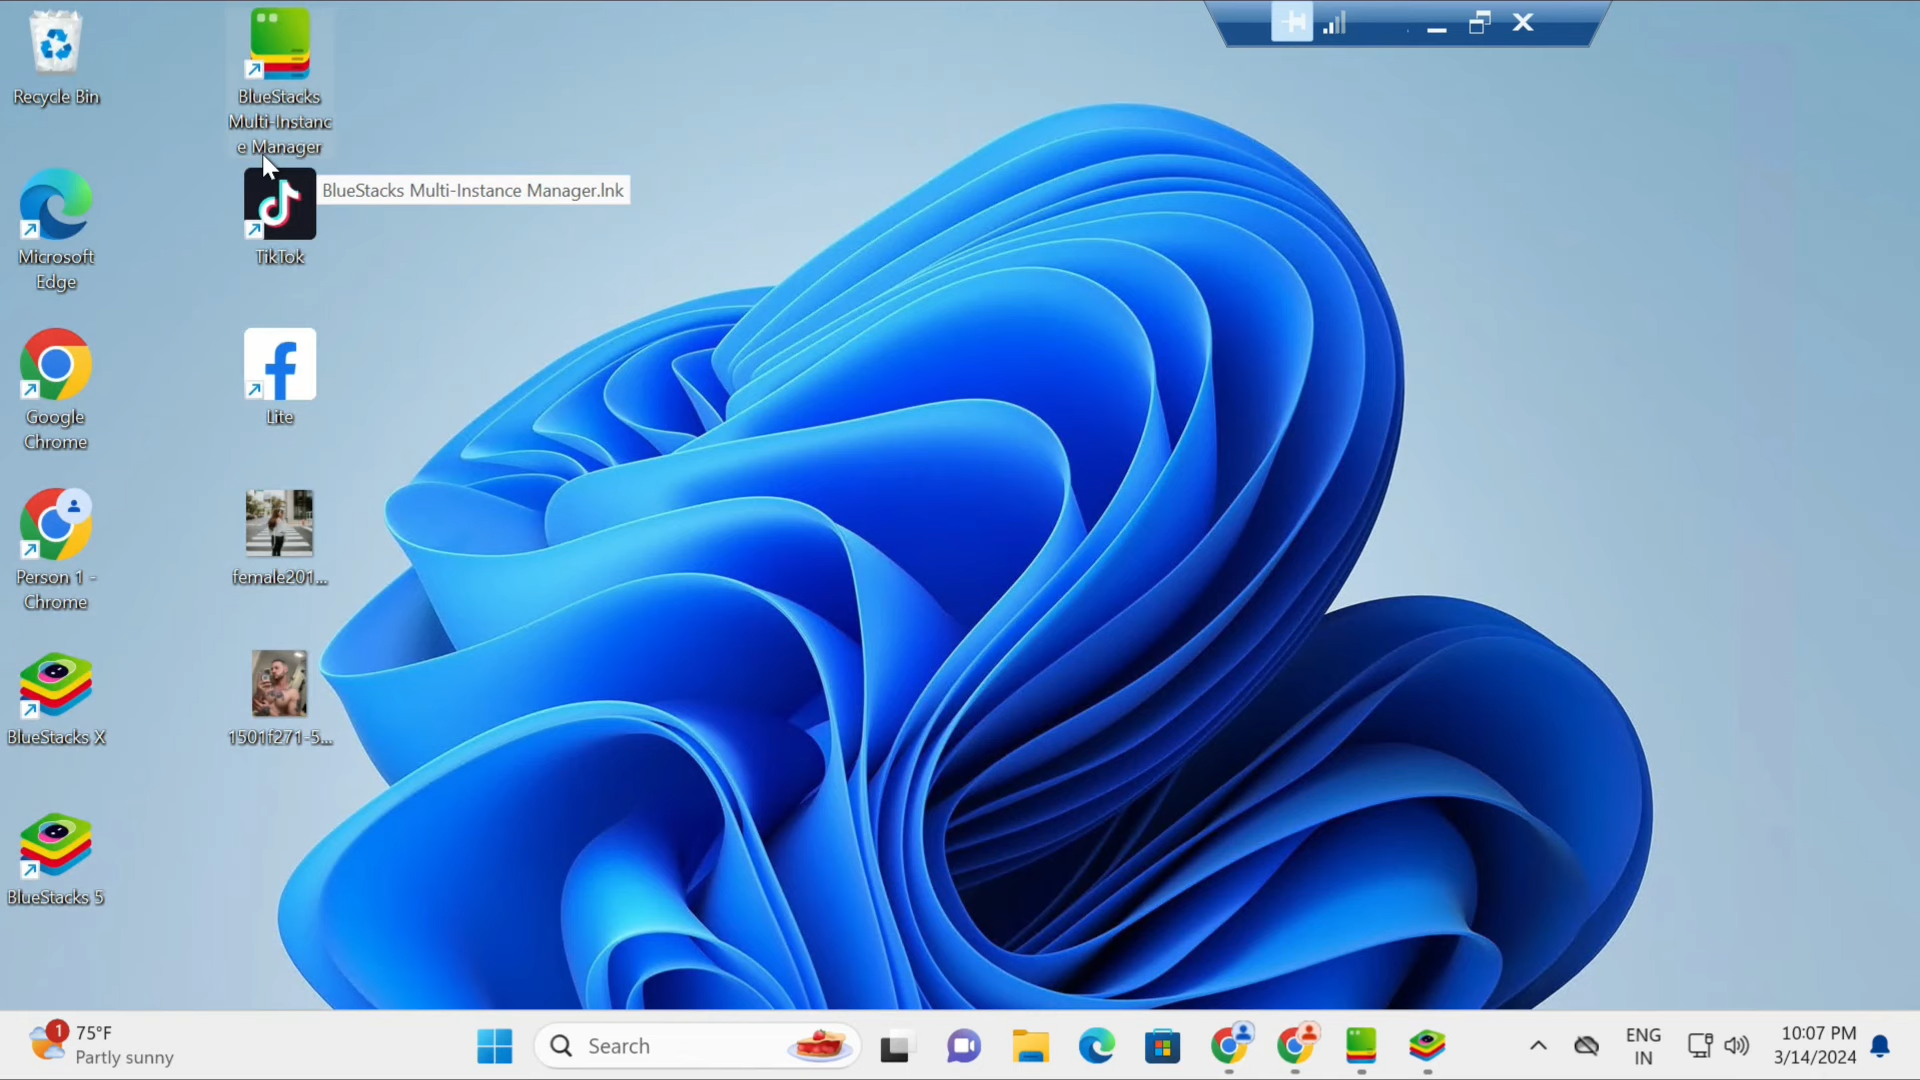 Recycle Bin
BlueStacks
Multi-Instanc
e Manager
BlueStacks Multi-Instance Manager.lnk
Microsoft
Edge
TikTok
Google
Chrome
Lite
Person 1 -
Chrome
female201...
BlueStacks X
1501f271-5...
BlueStacks 5
1
75°F
Partly sunny
Search
ENG
IN
10:07 PM
3/14/2024